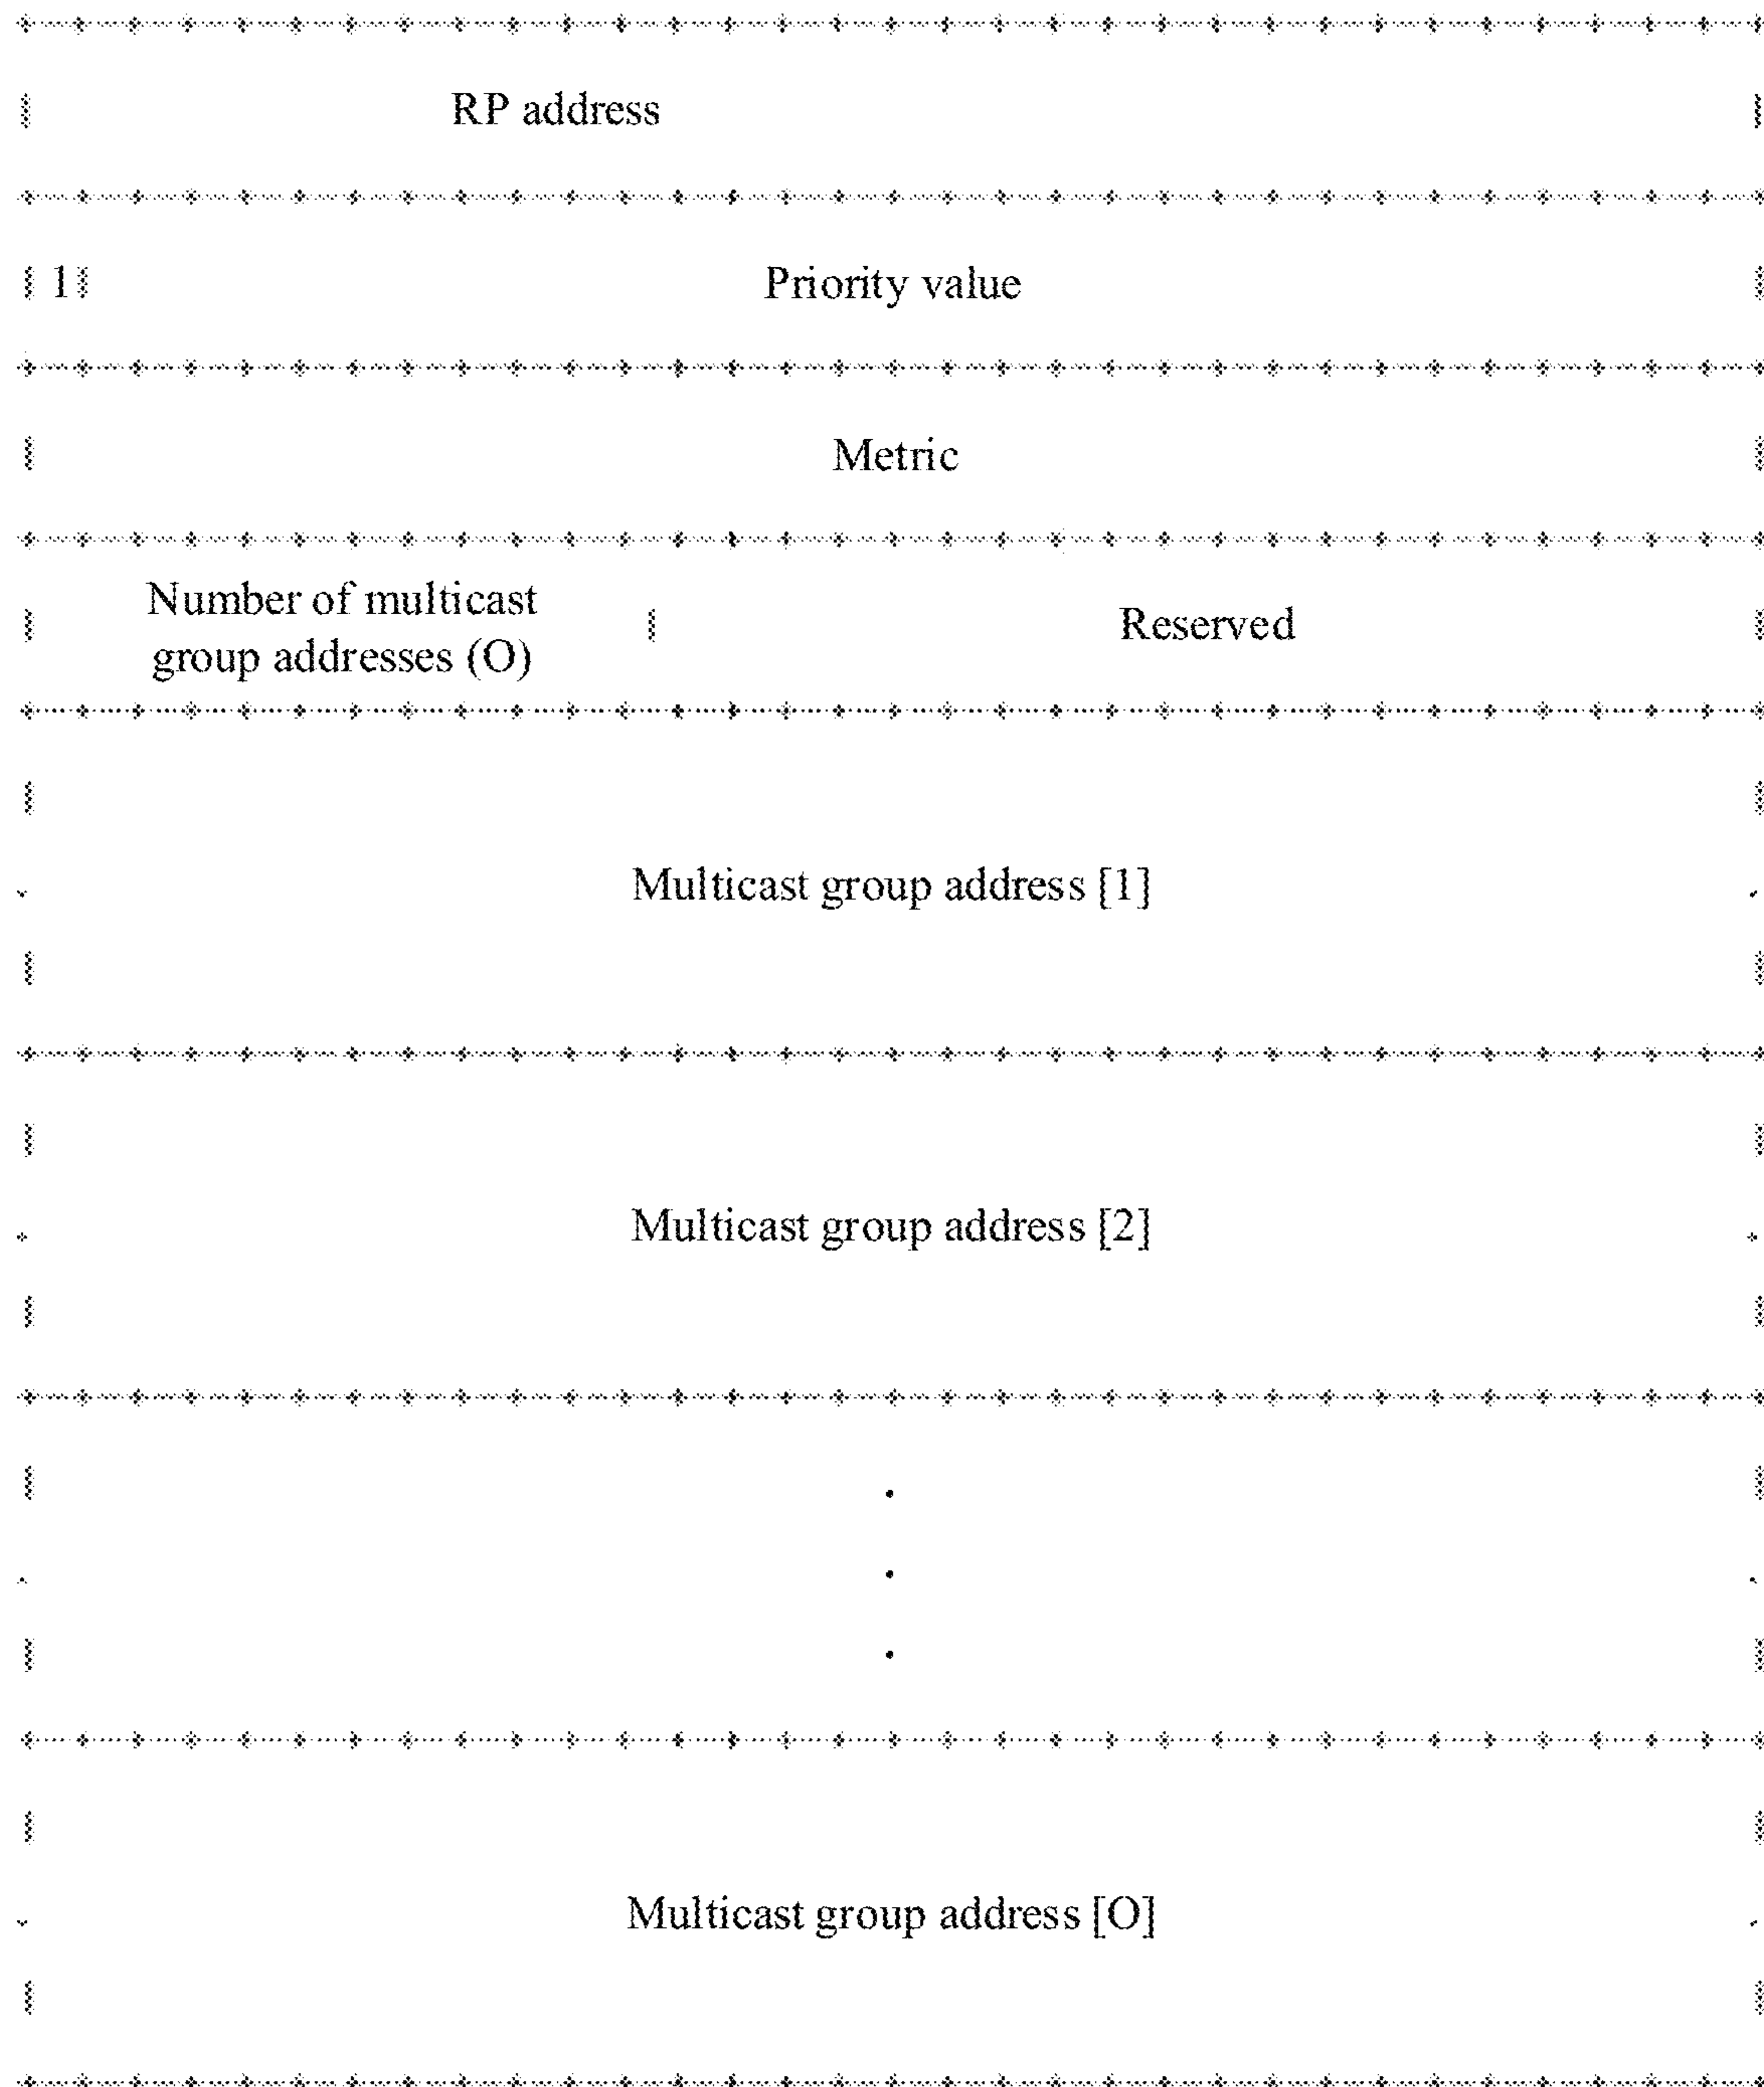 RP address
1 Priority value
Metric
Number of multicast
group addresses (O)
Reserved
Multicast group address [1]
Multicast group address [2]
.
.
.
Multicast group address [O]